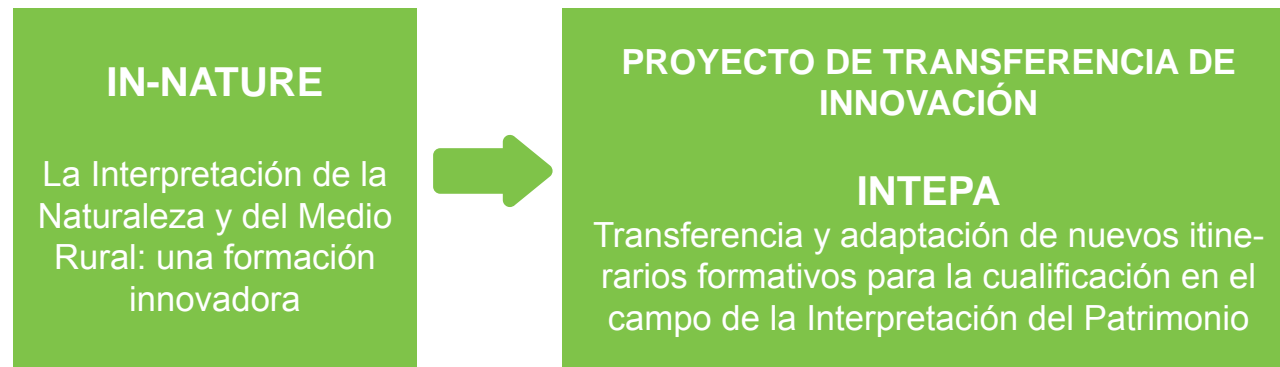 IN-NATURE
La Interpretación de la
Naturaleza y del Medio
Rural: una formación
innovadora
PROYECTO DE TRANSFERENCIA DE
INNOVACIÓN
INTEPA
Transferencia y adaptación de nuevos itine-
rarios formativos para la cualificación en el
campo de la Interpretación del Patrimonio